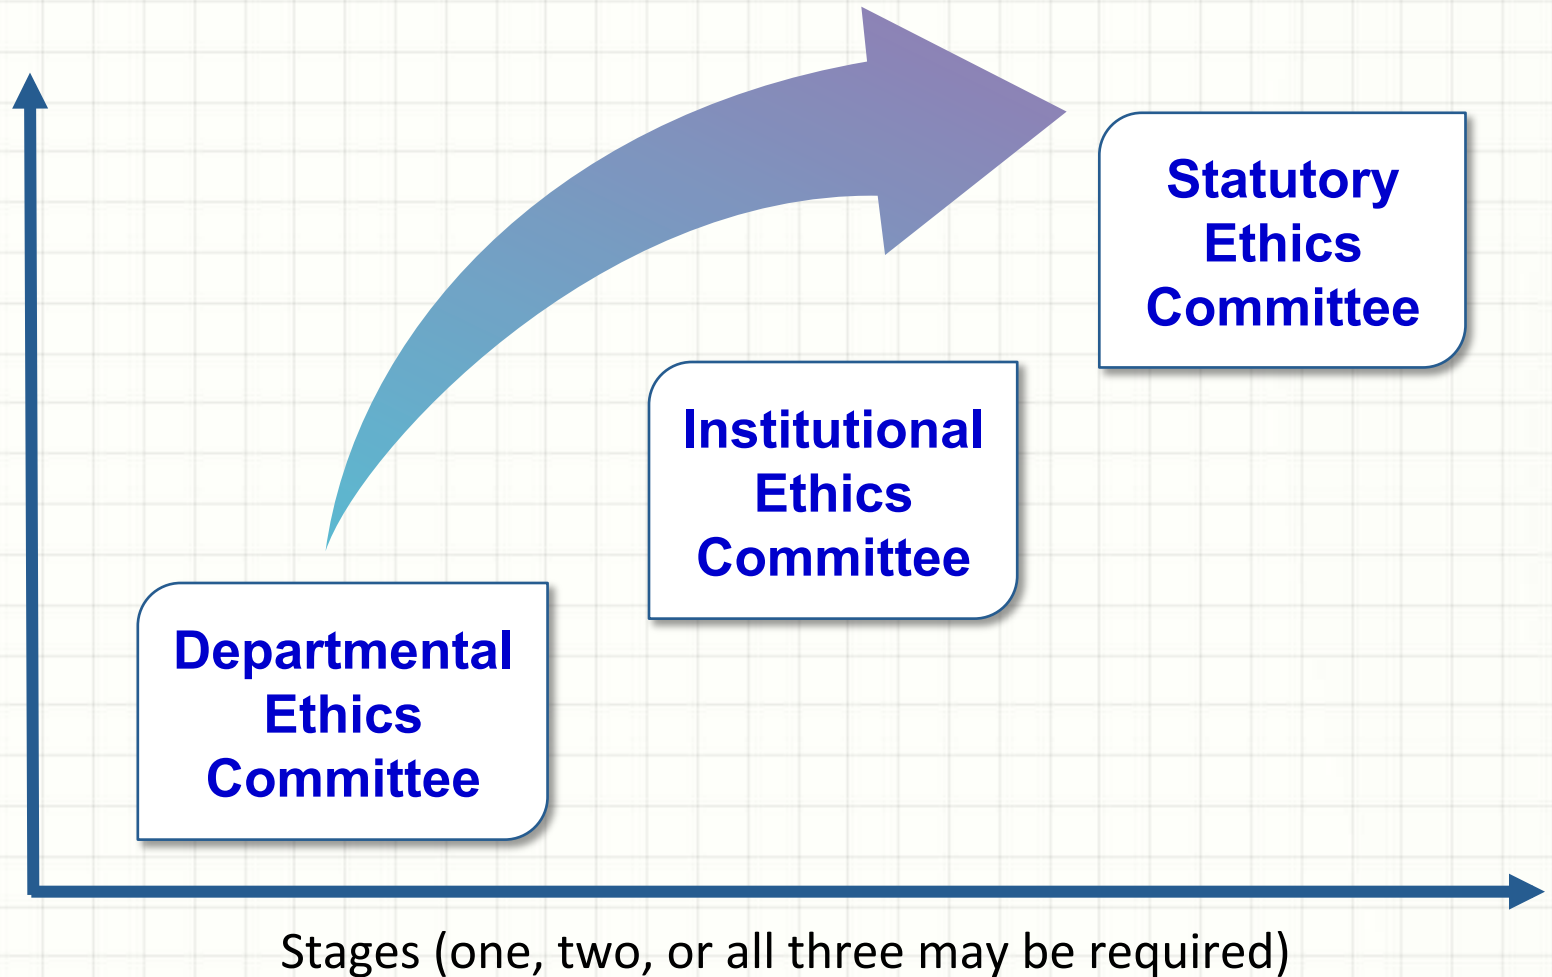 Statutory
Ethics
Committee
Institutional
Ethics
Committee
Departmental
Ethics
Committee
Stages (one, two, or all three may be required)